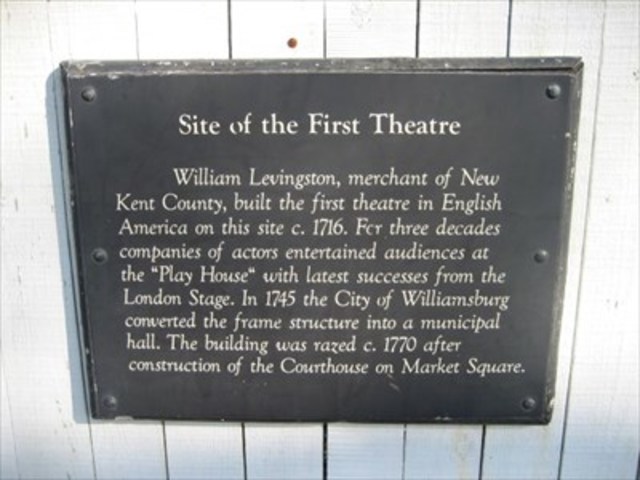 Site of the First Theatre
William Levingston, merchant of New
Kent County, built the first theatre in English
America on this site c. 1716. For three decades
companies of actors entertained audiences at
the "Play House" with latest successes from the
London Stage. In 1745 the City of Williamsburg
converted the frame structure into a municipal
hall. The building was razed c. 1770 after
construction of the Courthouse on Market Square.